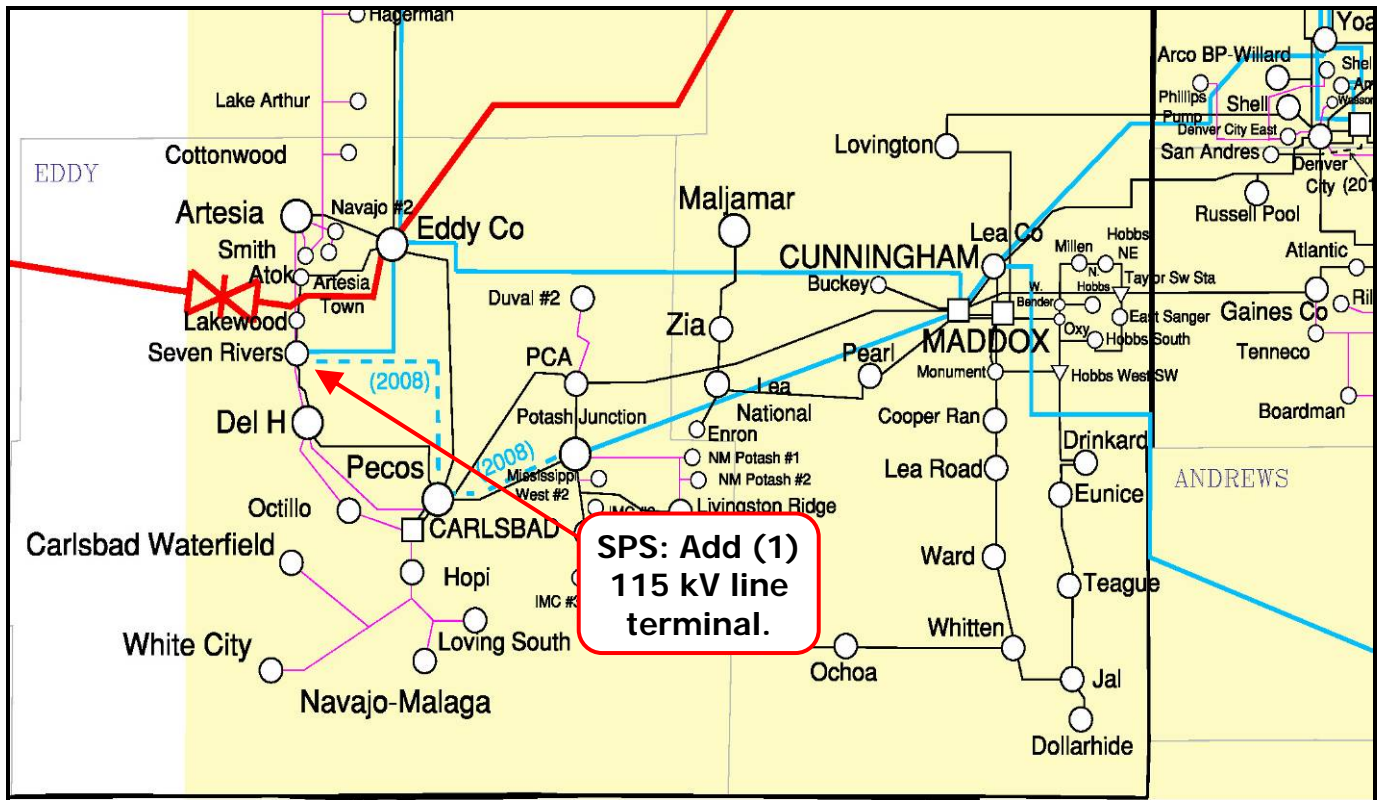 Hagerman
Yoa
Arco BP-Willard
Shel
Lake Arthur
Phillips
Pump
Shell
Lovington
Denver City East
Cottonwood
San Andres
Denver
City (201
EDDY
Maljamar
Artesia
Navajo #2
Eddy Co
Russell Pool
Smith
Lea Co
Hobbs
NE
Millen
Atlantic
CUNNINGHAM
N.
Hobbs
Taylor Sw Sta
Atok
Artesia
Town
Duval #2
Buckey
W.
Bender
East Sanger
Gaines Co
Ril
Lakewood
Zia
Oxy
MADDOX
Hobbs South
Tenneco
Seven Rivers
PCA
Pearl
Monument
Hobbs West SW
(2008)
Lea
National
Boardman
Del H
Potash Junction
Cooper Ran
Enron
Drinkard
Pecos
(2008)
NM Potash #1
Lea Road
Mississippi
West #2
NM Potash #2
ANDREWS
Octillo
Eunice
CARLSBAD
Livingston Ridge
Carlsbad Waterfield
SPS: Add (1)
115 kV line
terminal.
Ward
Hopi
Teague
IMC #3
White City
Loving South
Whitten
Ochoa
Jal
Navajo-Malaga
Dollarhide